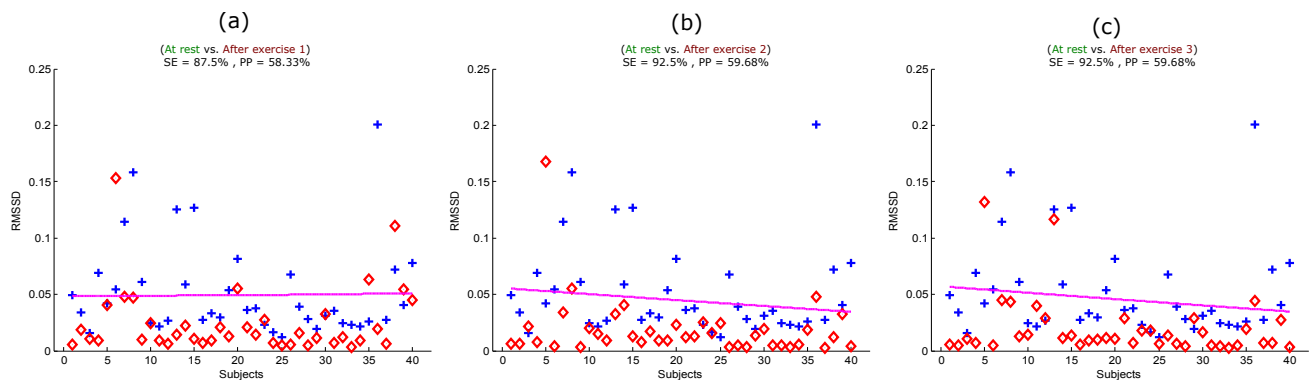 (a)
(At rest vs. After exercise 1)
SE = 87.5% , PP = 58.33%
0.25
0.2
0.15
0.1
0.05
0
RMSSD
5 10 15 20 25 30 35 40
Subjects
(b)
(At rest vs. After exercise 2)
SE = 92.5% , PP = 59.68%
0.25
0.2
0.15
0.1
0.05
0
RMSSD
5 10 15 20 25 30 35 40
Subjects
(c)
(At rest vs. After exercise 3)
SE = 92.5% , PP = 59.68%
0.25
0.2
0.15
0.1
0.05
0
RMSSD
5 10 15 20 25 30 35 40
Subjects